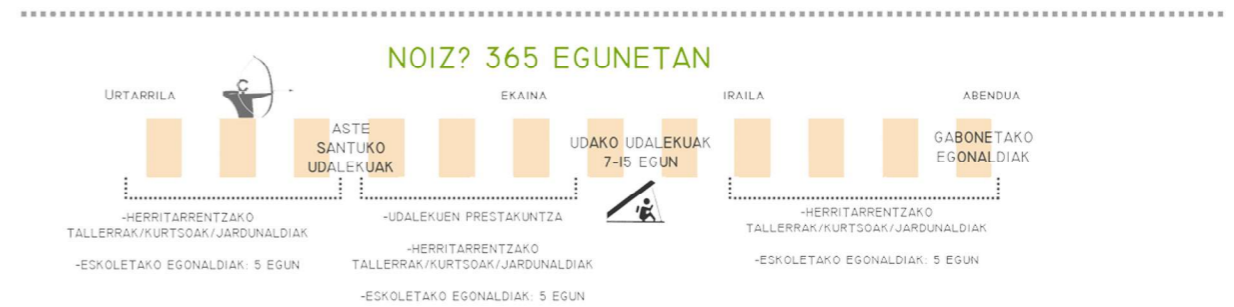 NOIZ? 365 EGUNETAN
URTARRILA
EKAINA
IRAILA
ABENDUA
ASTE
SANTUKO
UDALEKUAK
UDAKO UDALEKUAK
7-15 EGUN
GABONETAKO
EGONALDIAK
-HERRITARRENTZAKO
TALLERRAK/KURTSOAK/JARDUNALDIAK
-ESKOLETAKO EGONALDIAK: 5 EGUN
-UDALEKUEN PRESTAKUNTZA
-HERRITARRENTZAKO
TALLERRAK/KURTSOAK/JARDUNALDIAK
-ESKOLETAKO EGONALDIAK: 5 EGUN
-HERRITARRENTZAKO
TALLERRAK/KURTSOAK/JARDUNALDIAK
-ESKOLETAKO EGONALDIAK: 5 EGUN